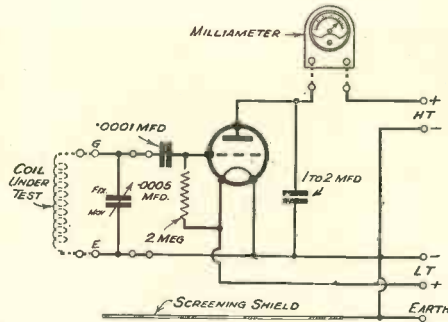 MILLIAMETER
+
HT
-
.0001 MFD
G
COIL
UNDER
TEST
FIX
MOV
.0005
MFD.
2 MEG
1 TO 2 MFD
E
-
LT
+
SCREENING SHIELD
EARTH